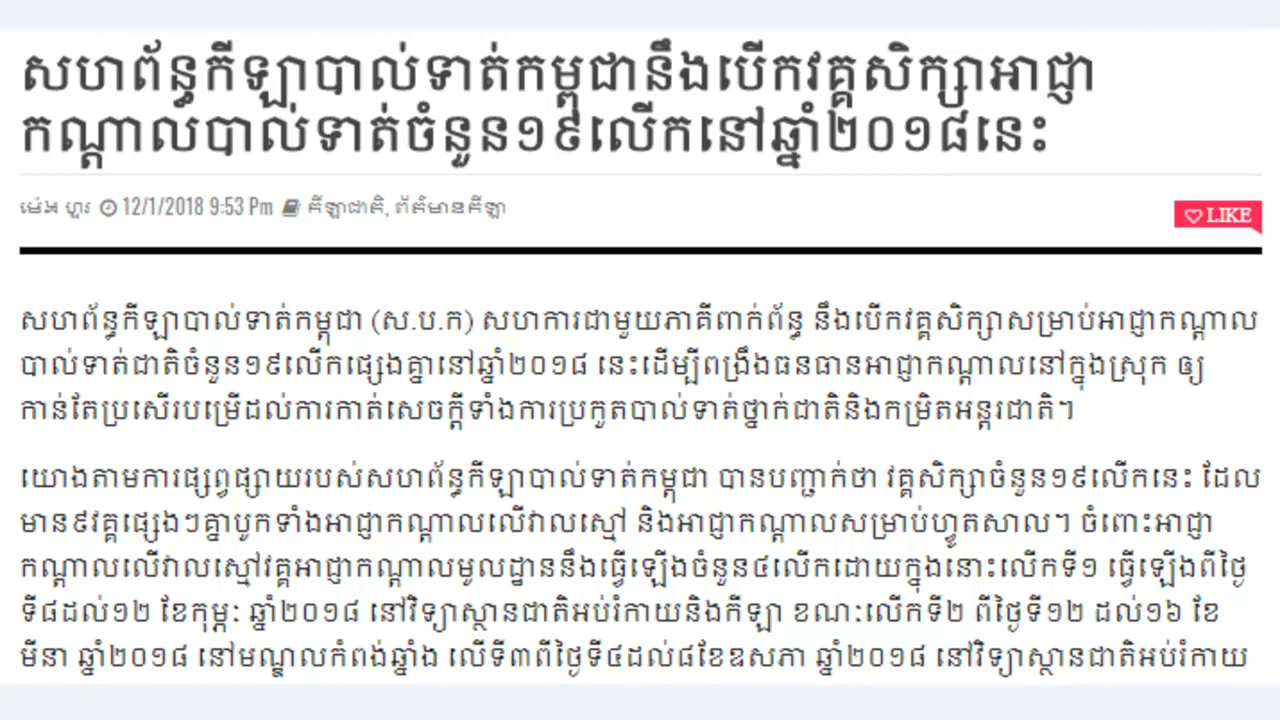 សហព័ន្ធកីឡាបាល់ទាត់កម្ពុជានឹងបើកវគ្គសិក្សាអាជ្ញា
កណ្ដាលបាល់ទាត់ចំនួន១៩លើកនៅឆ្នាំ២០១៨នេះ
ម៉េង ហួរ 12/1/2018 9:53 Pm កីឡាជាតិ, ព័ត៌មានកីឡា
LIKE
សហព័ន្ធកីឡាបាល់ទាត់កម្ពុជា (ស.ប.ក) សហការជាមួយភាគីពាក់ព័ន្ធ នឹងបើកវគ្គសិក្សាសម្រាប់អាជ្ញាកណ្ដាល
បាល់ទាត់ជាតិចំនួន១៩លើកផ្សេងគ្នានៅឆ្នាំ២០១៨ នេះដើម្បីពង្រឹងធនធានអាជ្ញាកណ្ដាលនៅក្នុងស្រុក ឲ្យ
កាន់តែប្រសើរបម្រើដល់ការកាត់សេចក្ដីទាំងការប្រកួតបាល់ទាត់ថ្នាក់ជាតិនិងកម្រិតអន្តរជាតិ។
យោងតាមការផ្សព្វផ្សាយរបស់សហព័ន្ធកីឡាបាល់ទាត់កម្ពុជា បានបញ្ជាក់ថា វគ្គសិក្សាចំនួន១៩លើកនេះ ដែល
មាន៩វគ្គផ្សេងៗគ្នាបូកទាំងអាជ្ញាកណ្ដាលលើវាលស្មៅ និងអាជ្ញាកណ្ដាលសម្រាប់ហ្វូតសាល។ ចំពោះអាជ្ញា
កណ្ដាលលើវាលស្មៅវគ្គអាជ្ញាកណ្ដាលមូលដ្ឋាននឹងធ្វើឡើងចំនួន៤លើកដោយក្នុងនោះលើកទី១ ធ្វើឡើងពីថ្ងៃ
ទី៨ដល់១២ ខែកុម្ភៈ ឆ្នាំ២០១៨ នៅវិទ្យាស្ថានជាតិអប់រំកាយនិងកីឡា ខណៈលើកទី២ ពីថ្ងៃទី១២ ដល់១៦ ខែ
មីនា ឆ្នាំ២០១៨ នៅមណ្ឌលកំពង់ឆ្នាំង លើទី៣ពីថ្ងៃទី៤ដល់៨ខែឧសភា ឆ្នាំ២០១៨ នៅវិទ្យាស្ថានជាតិអប់រំកាយ